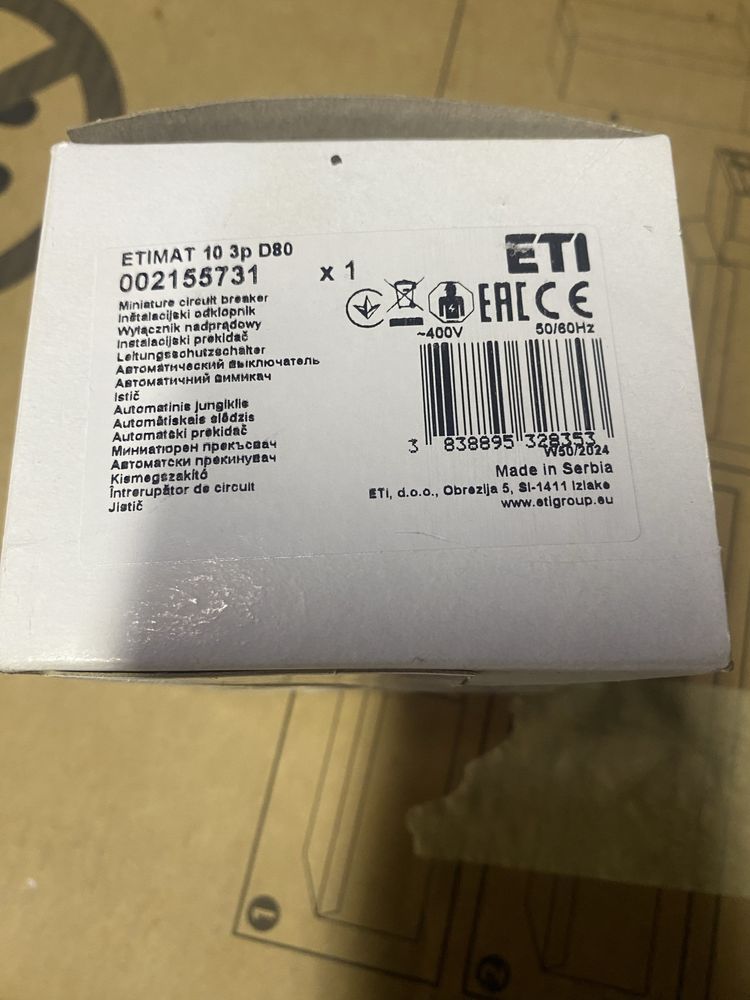 ETIMAT 10 3p D80
002155731
x 1
ETI
Miniature circuit breaker
Inštalacijski odklopnik
Wyłącznik nadprądowy
Instalacijski prekidač
Leitungsschutzschalter
Автоматический выключатель
Автоматичний вимикач
Istič
Automatinis jungiklis
Automātiskais slēdzis
Automatski prekidač
Миниатюрен прекъсвач
Автоматски прекинувач
Kismegszakító
Întrerupător de circuit
Jistič
EAC CE
~400V
50/60Hz
3 838895 328353
W50/2024
Made in Serbia
ETI, d.o.o., Obrezija 5, SI-1411 Izlake
www.etigroup.eu
1
2